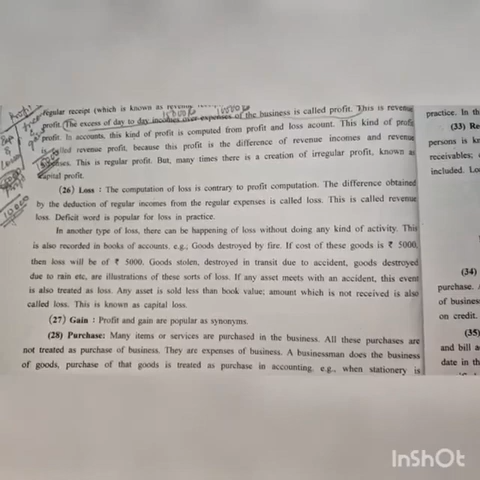 regular receipt (which is known as revenue
profit (The excess of day to day incomes over expenses of the business is called profit. This is revenue
profit. In accounts, this kind of profit is computed from profit and loss acount. This kind of profit
is called revenue profit, because this profit is the difference of revenue incomes and revenue
expenses. This is regular profit. But, many times there is creation of irregular profit, known as
capital profit.
(26) Loss : The computation of loss is contrary to profit computation. The difference obtained
by the deduction of regular incomes from the regular expenses is called loss. This is called revenue
loss. Deficit word is popular for loss in practice.
In another type of loss, there can be happening of loss without doing any kind of activity. This
is also recorded in books of accounts, e.g.; Goods destroyed by fire. If cost of these goods is ₹ 5000,
then loss will be of ₹ 5000. Goods stolen, destroyed in transit due to accident, goods destroyed
due to rain etc, are illustrations of these sorts of loss. If any asset meets with an accident, this event
is also treated as loss. Any asset is sold less than book value; amount which is not received is also
called loss. This is known as capital loss.
(27) Gain : Profit and gain are popular as synonyms.
(28) Purchase: Many items or services are purchased in the business. All these purchases are
not treated as purchase of business. They are expenses of business. A businessman does the business
of goods, purchase of that goods is treated as purchase in accounting. e.g., when stationery is
practice. In th
(33) Re
persons is kn
receivables;
included. Lo
(34)
purchase.
of busines
on credit.
(35)
and bill a
date in th
Profit
Loss
10000
InShOt